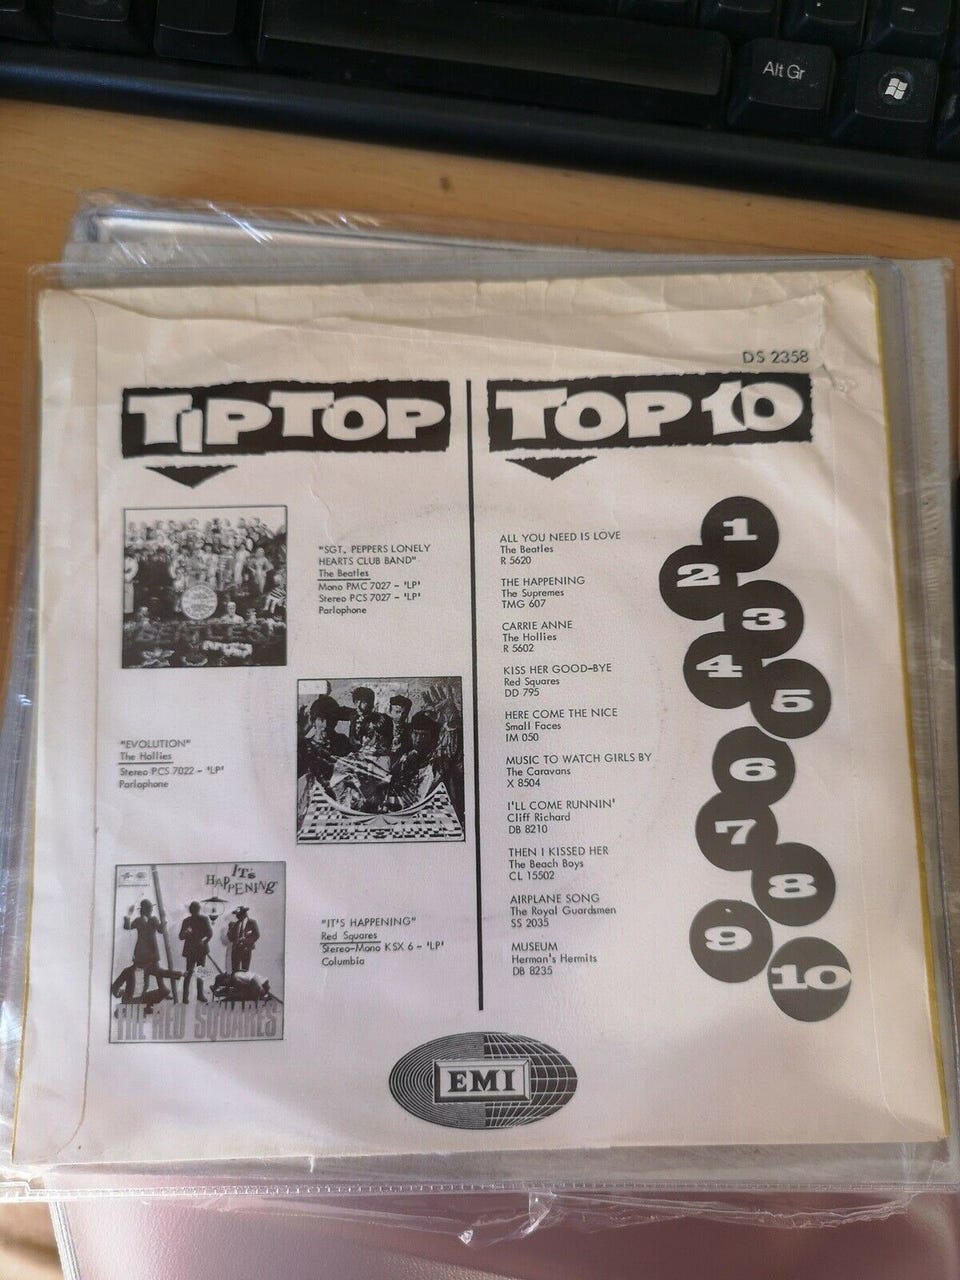 Alt Gr
DS 2358
TIP TOP
"SGT. PEPPERS LONELY
HEARTS CLUB BAND"
The Beatles
Mono PMC 7027 - 'LP'
Stereo PCS 7027 - 'LP'
Parlophone
"EVOLUTION"
The Hollies
Stereo PCS 7022 - 'LP'
Parlophone
IT'S
HAPPENING
THE RED SQUARES
"IT'S HAPPENING"
Red Squares
Stereo-Mono KSX 6 - 'LP'
Columbia
TOP 10
ALL YOU NEED IS LOVE
The Beatles
R 5620
THE HAPPENING
The Supremes
TMG 607
CARRIE ANNE
The Hollies
R 5602
KISS HER GOOD-BYE
Red Squares
DD 795
HERE COME THE NICE
Small Faces
IM 050
MUSIC TO WATCH GIRLS BY
The Caravans
X 8504
I'LL COME RUNNIN'
Cliff Richard
DB 8210
THEN I KISSED HER
The Beach Boys
CL 15502
AIRPLANE SONG
The Royal Guardsmen
SS 2035
MUSEUM
Herman's Hermits
DB 8235
1
2
3
4
5
6
7
8
9
10
EMI